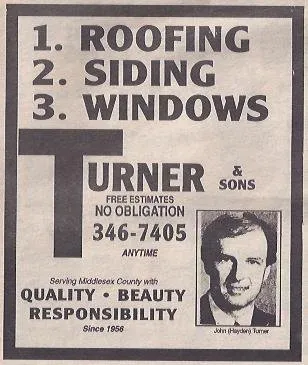 1. ROOFING
2. SIDING
3. WINDOWS
TURNER & SONS
FREE ESTIMATES
NO OBLIGATION
346-7405
ANYTIME
Serving Middlesex County with
QUALITY • BEAUTY
RESPONSIBILITY
Since 1956
John (Hayden) Turner